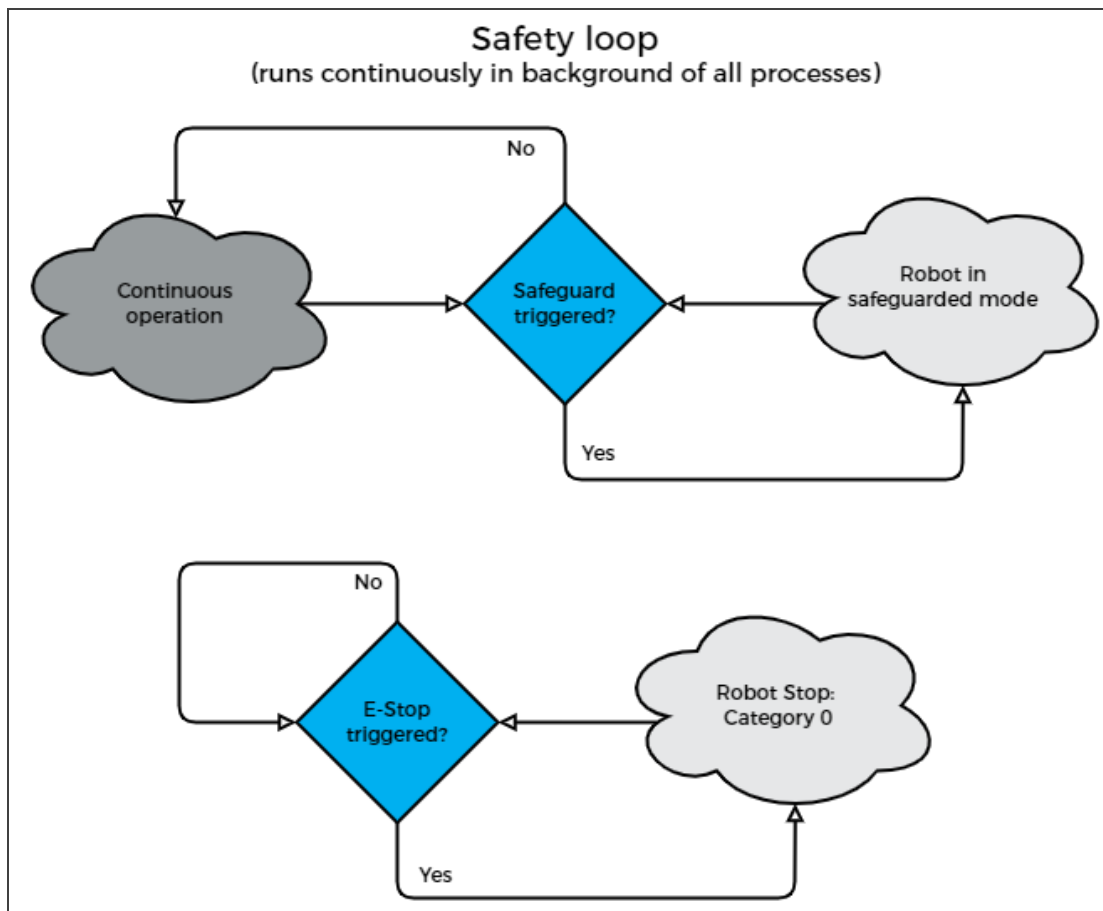 Safety loop
(runs continuously in background of all processes)
No
Continuous
operation
Safeguard
triggered?
Robot in
safeguarded mode
Yes
No
E-Stop
triggered?
Robot Stop:
Category 0
Yes